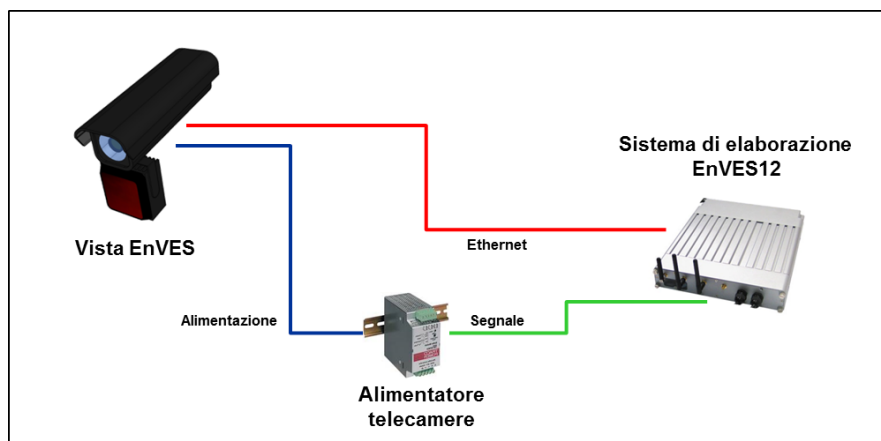 Sistema di elaborazione
EnVES12
Vista EnVES
Ethernet
Alimentazione
Segnale
Alimentatore
telecamere